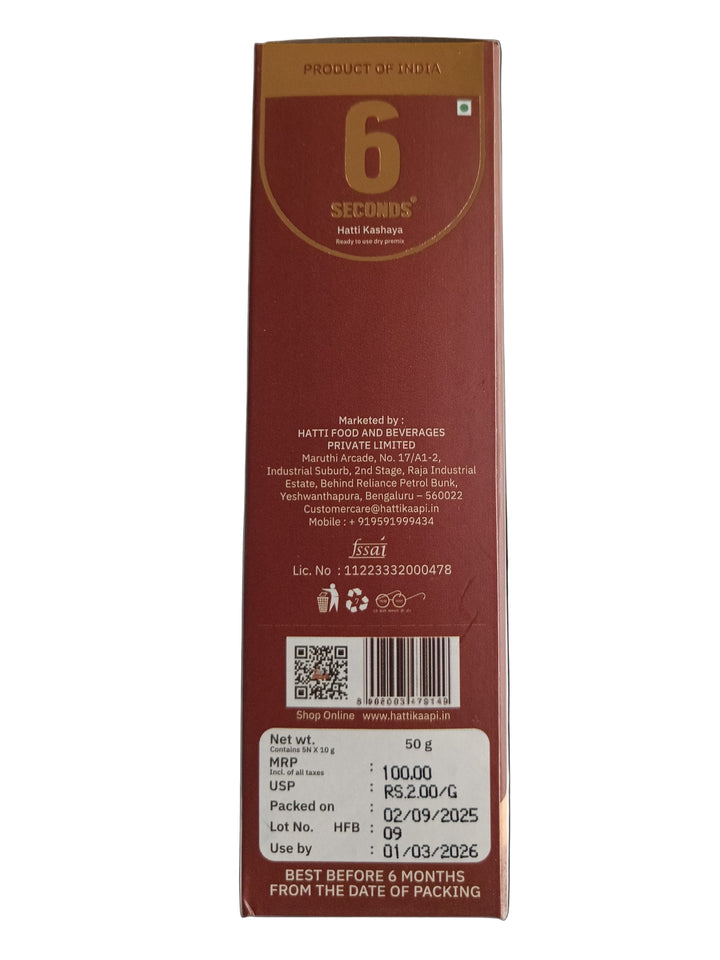 PRODUCT OF INDIA
6
SECONDS®
Hatti Kashaya
Ready to use dry premix
Marketed by :
HATTI FOOD AND BEVERAGES
PRIVATE LIMITED
Maruthi Arcade, No. 17/A1-2,
Industrial Suburb, 2nd Stage, Raja Industrial
Estate, Behind Reliance Petrol Bunk,
Yeshwanthapura, Bengaluru – 560022
Customercare@hattikaapi.in
Mobile : + 919591999434
fssai
Lic. No : 11223332000478
7
Shop Online www.hattikaapi.in
Net wt. 50 g
Contains 5N X 10 g
MRP : 100.00
Incl. of all taxes
USP : RS.2.00/G
Packed on : 02/09/2025
Lot No. HFB : 09
Use by : 01/03/2026
BEST BEFORE 6 MONTHS
FROM THE DATE OF PACKING